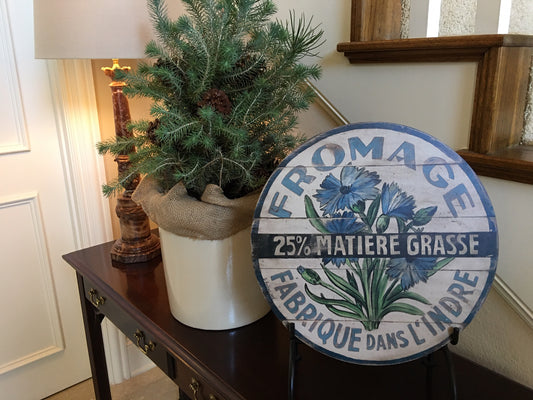 FROMAGE
25% MATIERE GRASSE
FABRIQUE DANS L'INDRE